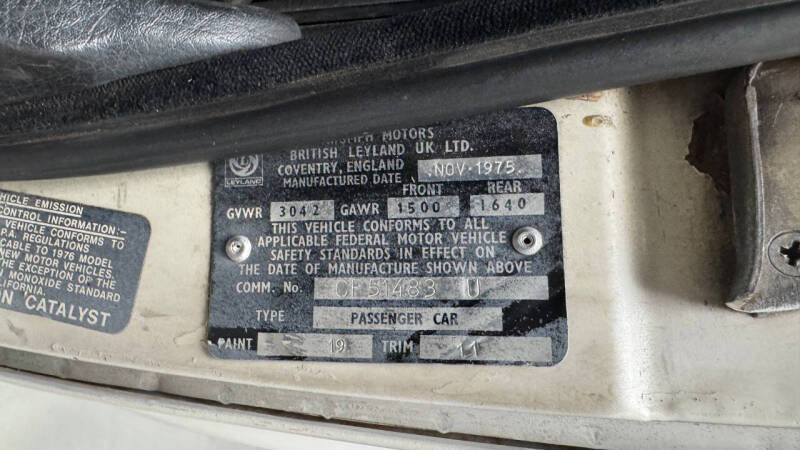 MOTORS
BRITISH LEYLAND UK LTD.
COVENTRY, ENGLAND
MANUFACTURED DATE NOV·1975
LEYLAND
FRONT REAR
GVWR 3042 GAWR 1500 1640
THIS VEHICLE CONFORMS TO ALL
APPLICABLE FEDERAL MOTOR VEHICLE
SAFETY STANDARDS IN EFFECT ON
THE DATE OF MANUFACTURE SHOWN ABOVE
COMM. No. CF51483 U
TYPE PASSENGER CAR
PAINT 19 TRIM 11
EMISSION
CONTROL INFORMATION:-
VEHICLE CONFORMS TO
REGULATIONS
TO 1976 MODEL
NEW MOTOR VEHICLES.
THE EXCEPTION OF THE
MONOXIDE STANDARD
CATALYST